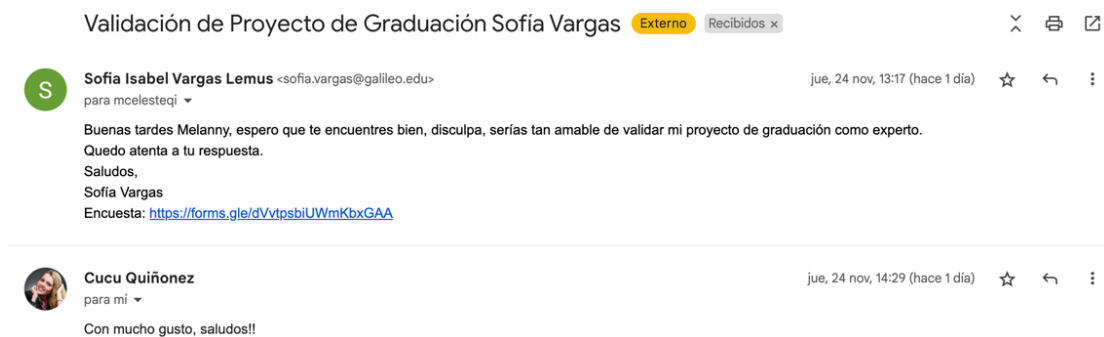 Validación de Proyecto de Graduación Sofía Vargas Externo Recibidos ×
S
Sofia Isabel Vargas Lemus <sofia.vargas@galileo.edu> jue, 24 nov, 13:17 (hace 1 día)
para mcelesteqi
Buenas tardes Melanny, espero que te encuentres bien, disculpa, serías tan amable de validar mi proyecto de graduación como experto.
Quedo atenta a tu respuesta.
Saludos,
Sofía Vargas
Encuesta: https://forms.gle/dVvtpsbiUWmKbxGAA
Cucu Quiñonez jue, 24 nov, 14:29 (hace 1 día)
para mí
Con mucho gusto, saludos!!